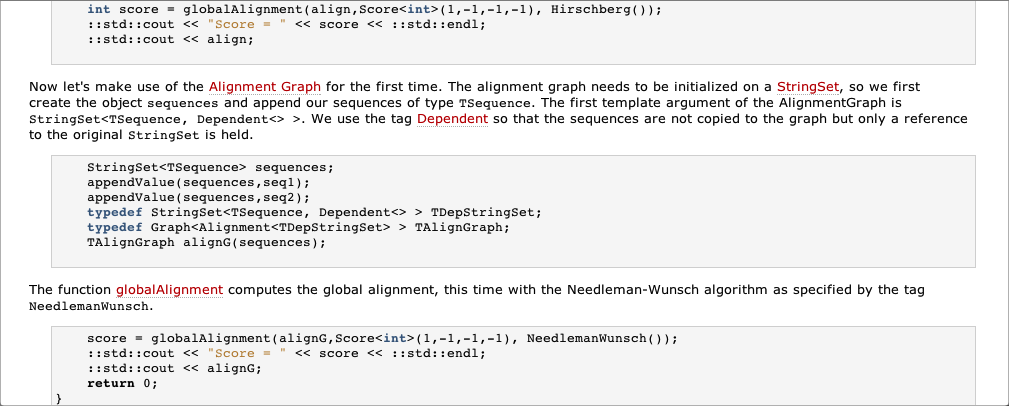 int score = globalAlignment(align,Score<int>(1,-1,-1,-1), Hirschberg());
::std::cout << "Score = " << score << ::std::endl;
::std::cout << align;
Now let's make use of the Alignment Graph for the first time. The alignment graph needs to be initialized on a StringSet, so we first
create the object sequences and append our sequences of type TSequence. The first template argument of the AlignmentGraph is
StringSet<TSequence, Dependent<> >. We use the tag Dependent so that the sequences are not copied to the graph but only a reference
to the original StringSet is held.
StringSet<TSequence> sequences;
appendValue(sequences,seq1);
appendValue(sequences,seq2);
typedef StringSet<TSequence, Dependent<> > TDepStringSet;
typedef Graph<Alignment<TDepStringSet> > TAlignGraph;
TAlignGraph alignG(sequences);
The function globalAlignment computes the global alignment, this time with the Needleman-Wunsch algorithm as specified by the tag
NeedlemanWunsch.
score = globalAlignment(alignG,Score<int>(1,-1,-1,-1), NeedlemanWunsch());
::std::cout << "Score = " << score << ::std::endl;
::std::cout << alignG;
return 0;
}